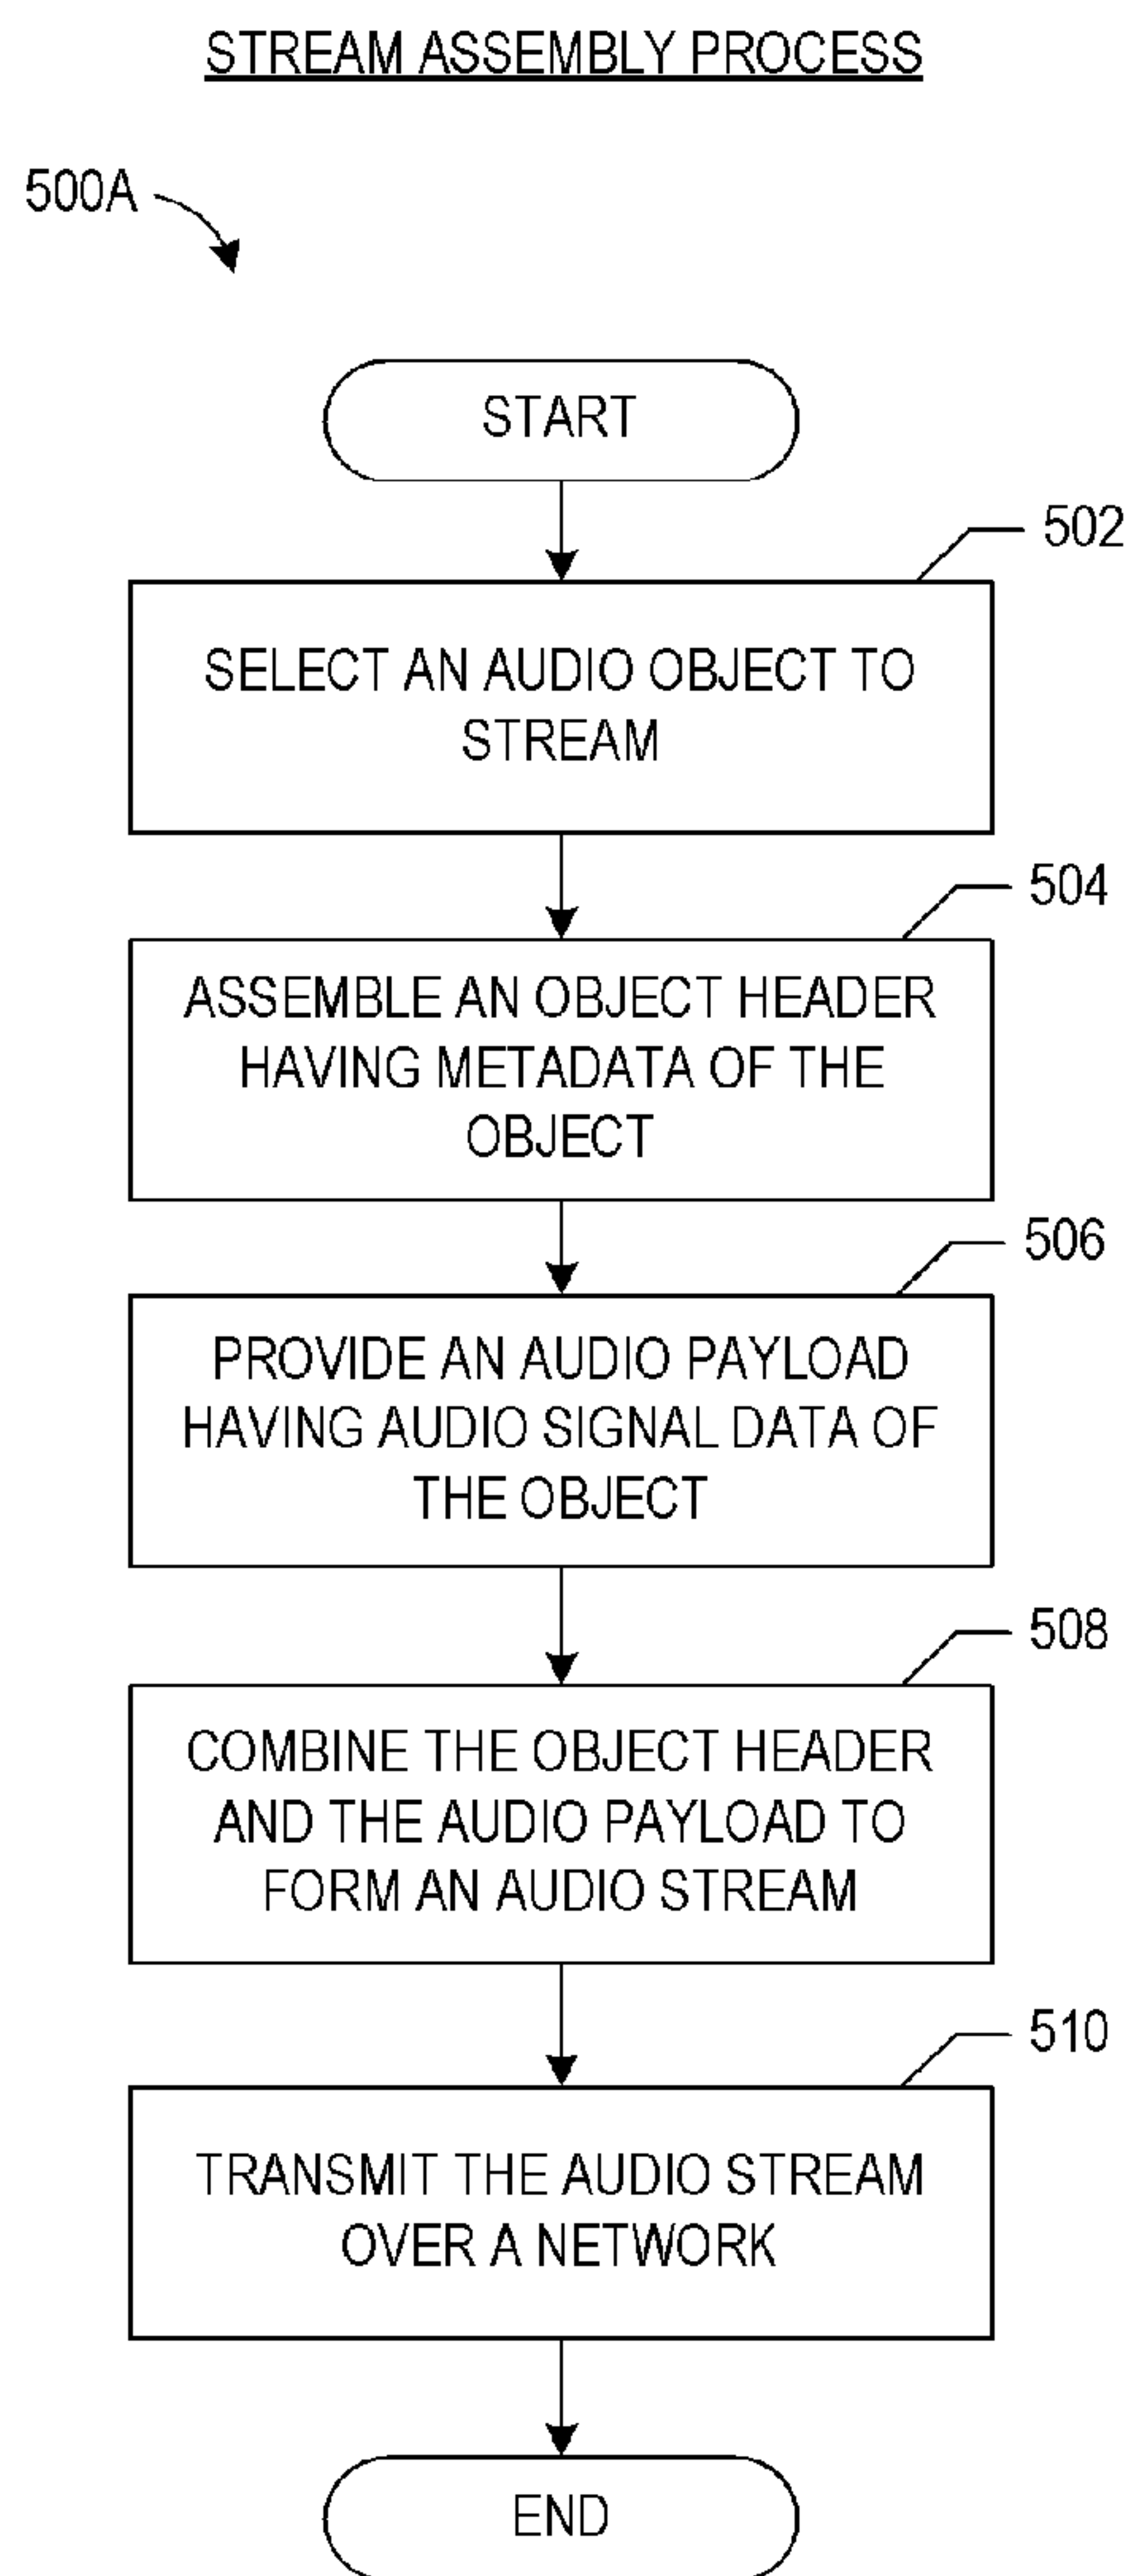 STREAM ASSEMBLY PROCESS
500A
START
502
SELECT AN AUDIO OBJECT TO
STREAM
504
ASSEMBLE AN OBJECT HEADER
HAVING METADATA OF THE
OBJECT
506
PROVIDE AN AUDIO PAYLOAD
HAVING AUDIO SIGNAL DATA OF
THE OBJECT
508
COMBINE THE OBJECT HEADER
AND THE AUDIO PAYLOAD TO
FORM AN AUDIO STREAM
510
TRANSMIT THE AUDIO STREAM
OVER A NETWORK
END